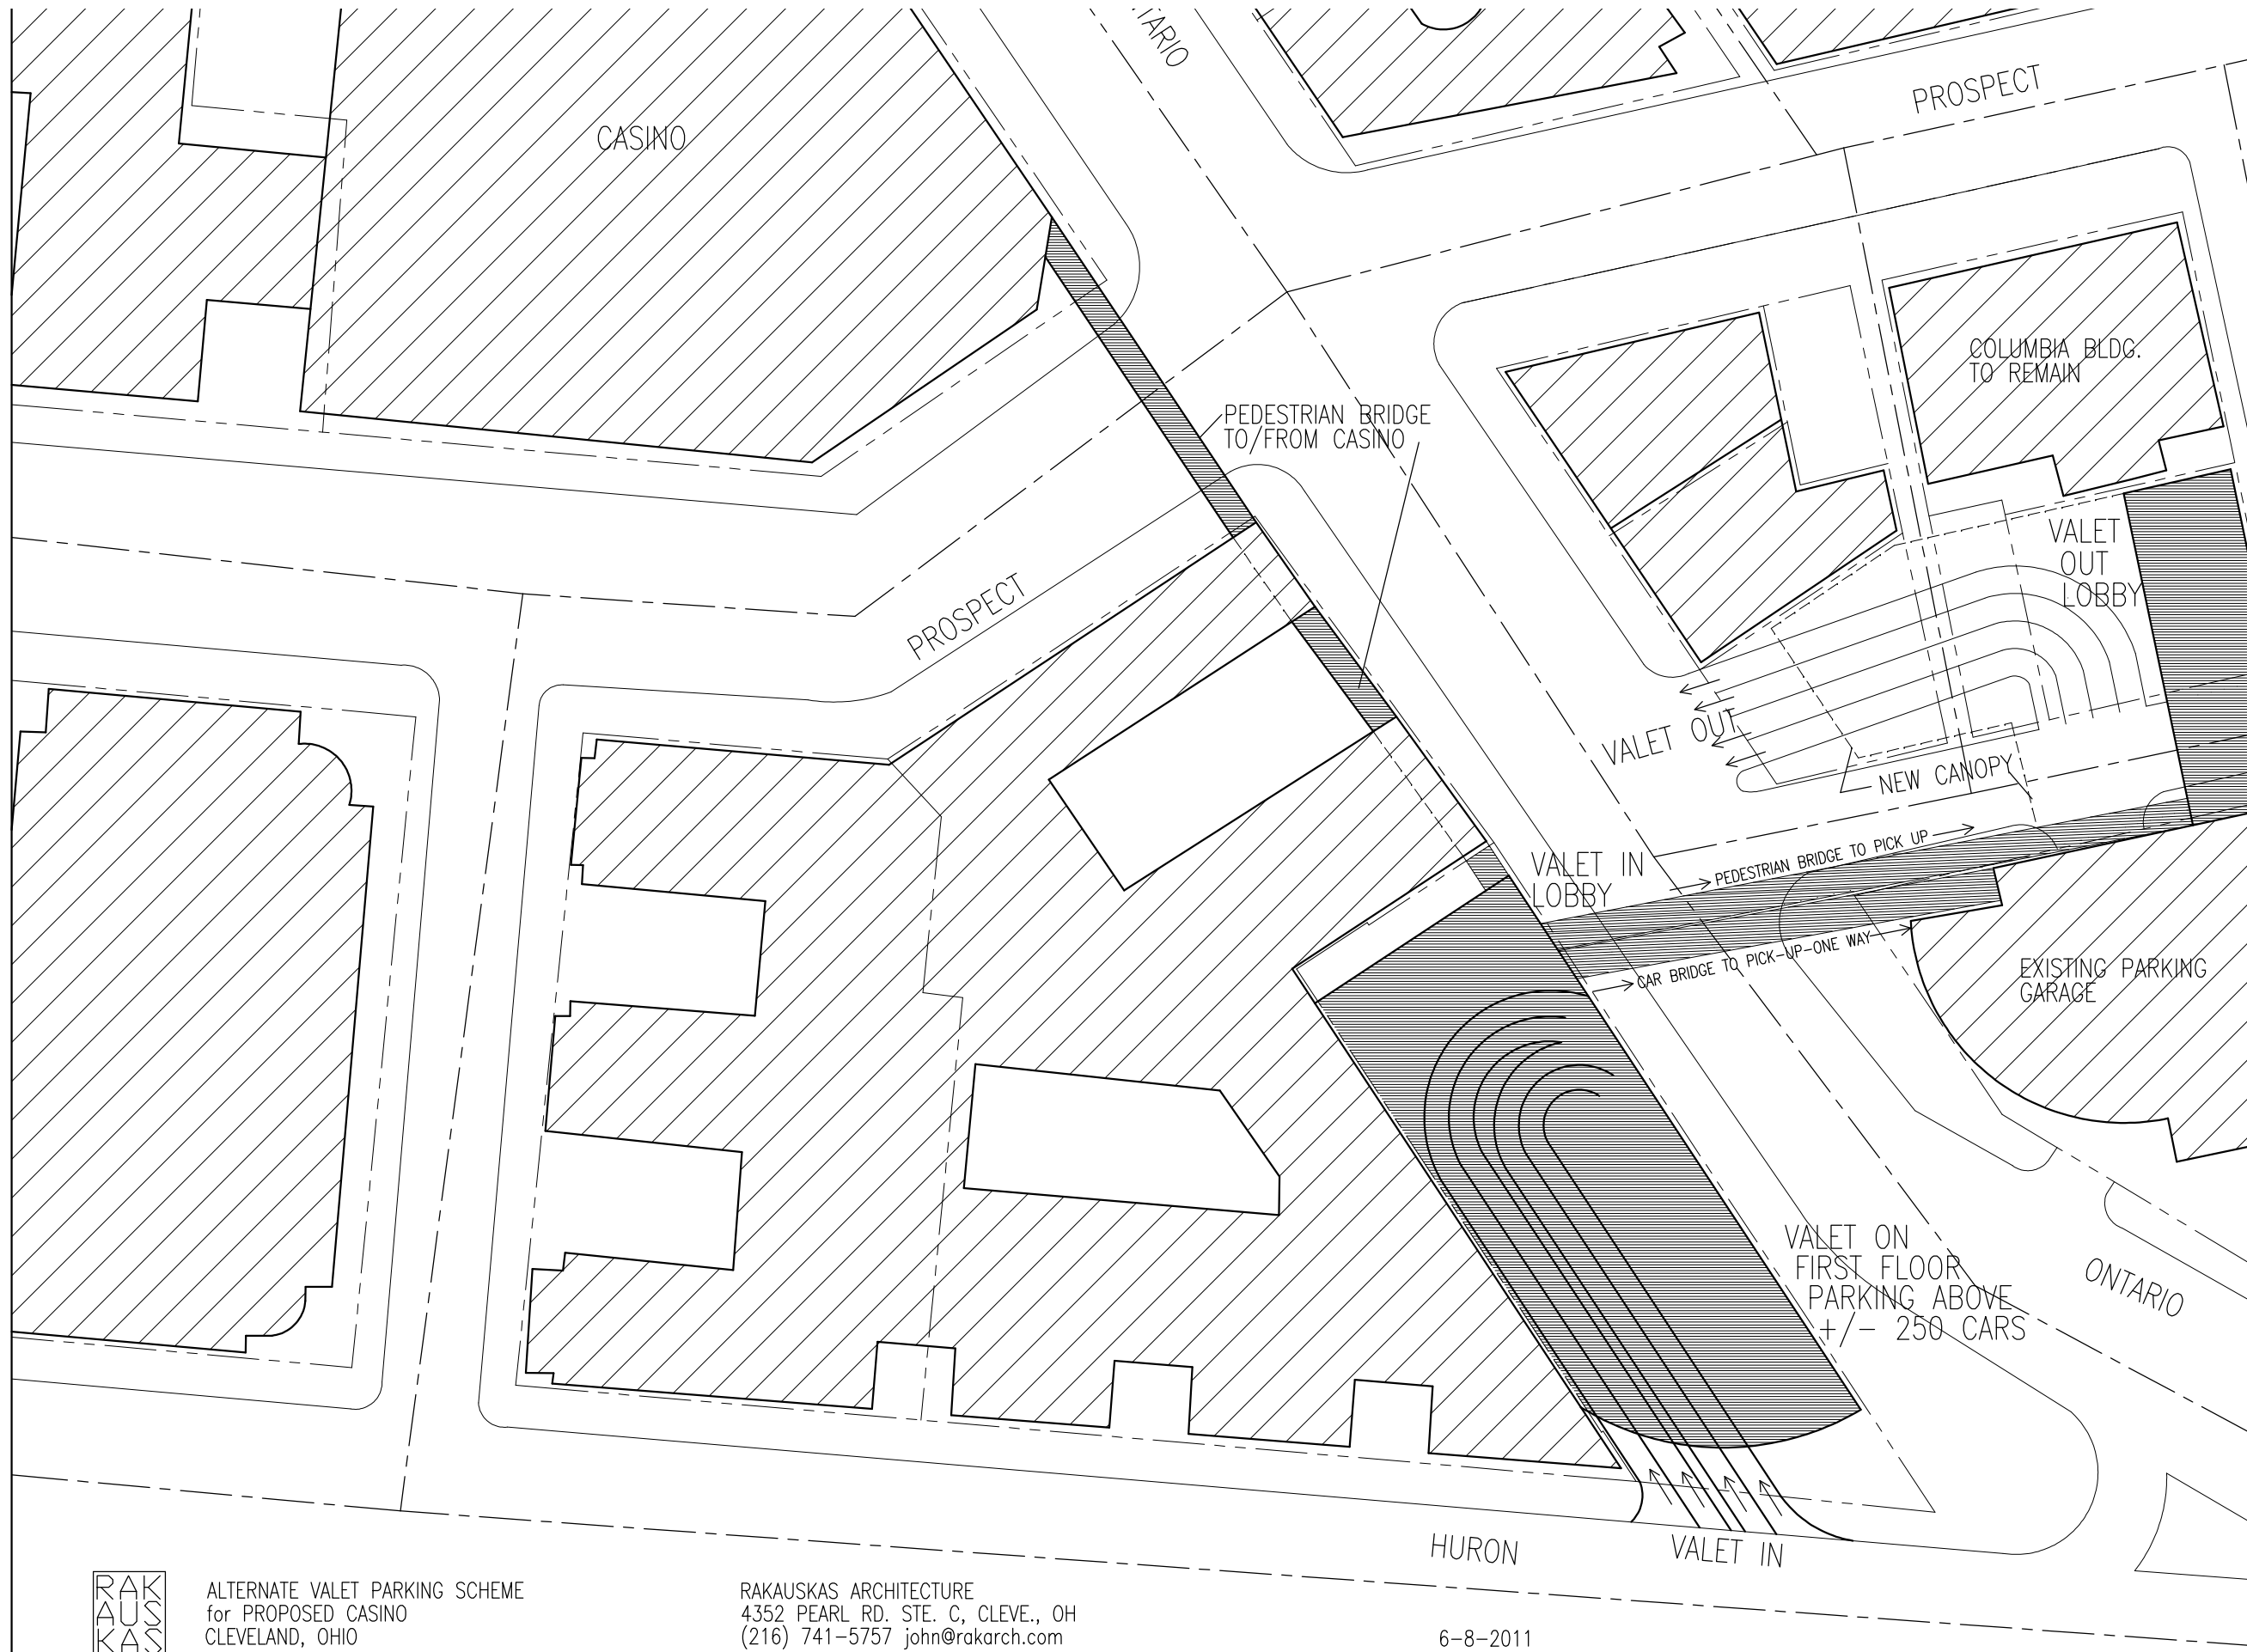 ONTARIO
PROSPECT
CASINO
COLUMBIA BLDG.
TO REMAIN
PEDESTRIAN BRIDGE
TO/FROM CASINO
VALET
OUT
LOBBY
PROSPECT
VALET OUT
NEW CANOPY
PEDESTRIAN BRIDGE TO PICK UP
VALET IN
LOBBY
CAR BRIDGE TO PICK-UP-ONE WAY
EXISTING PARKING
GARAGE
VALET ON
FIRST FLOOR
PARKING ABOVE
+/- 250 CARS
ONTARIO
HURON
VALET IN
RAK
AUS
KAS
ALTERNATE VALET PARKING SCHEME
for PROPOSED CASINO
CLEVELAND, OHIO
RAKAUSKAS ARCHITECTURE
4352 PEARL RD. STE. C, CLEVE., OH
(216) 741-5757 john@rakarch.com
6-8-2011